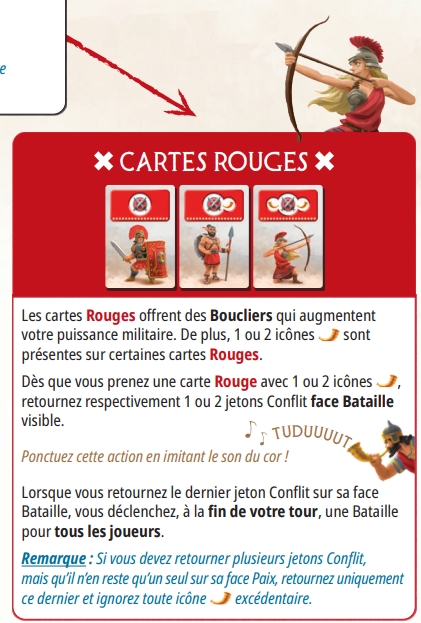 e
CARTES ROUGES
Les cartes Rouges offrent des Boucliers qui augmentent
votre puissance militaire. De plus, 1 ou 2 icônes sont
présentes sur certaines cartes Rouges.
Dès que vous prenez une carte Rouge avec 1 ou 2 icônes ,
retournez respectivement 1 ou 2 jetons Conflit face Bataille
visible.
TUDUUUUT
Ponctuez cette action en imitant le son du cor !
Lorsque vous retournez le dernier jeton Conflit sur sa face
Bataille, vous déclenchez, à la fin de votre tour, une Bataille
pour tous les joueurs.
Remarque : Si vous devez retourner plusieurs jetons Conflit,
mais qu'il n'en reste qu'un seul sur sa face Paix, retournez uniquement
ce dernier et ignorez toute icône excédentaire.